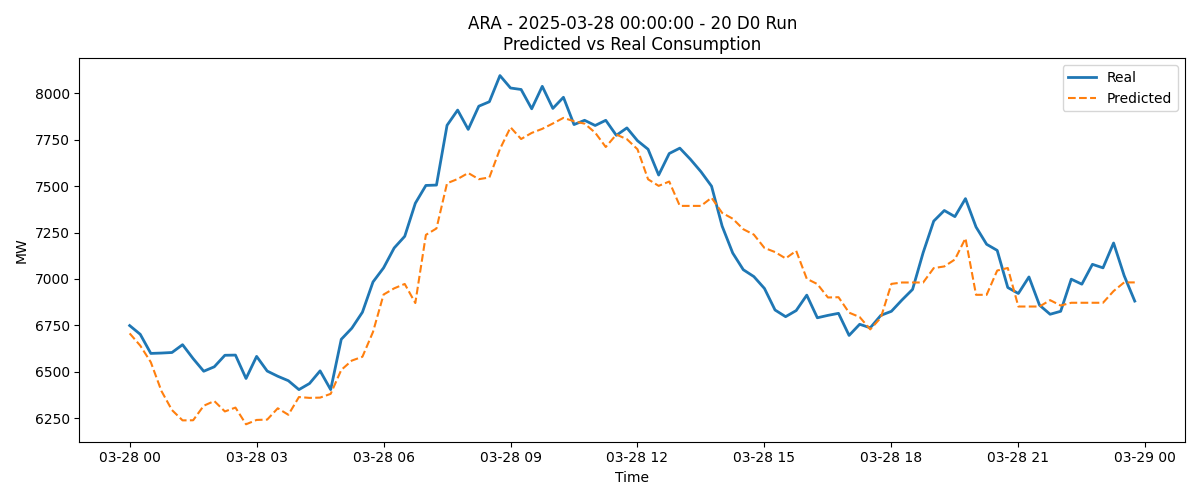 ARA - 2025-03-28 00:00:00 - 20 D0 Run
Predicted vs Real Consumption
Real
Predicted
8000
7750
7500
7250
7000
6750
6500
6250
MW
03-28 00
03-28 03
03-28 06
03-28 09
03-28 12
03-28 15
03-28 18
03-28 21
03-29 00
Time